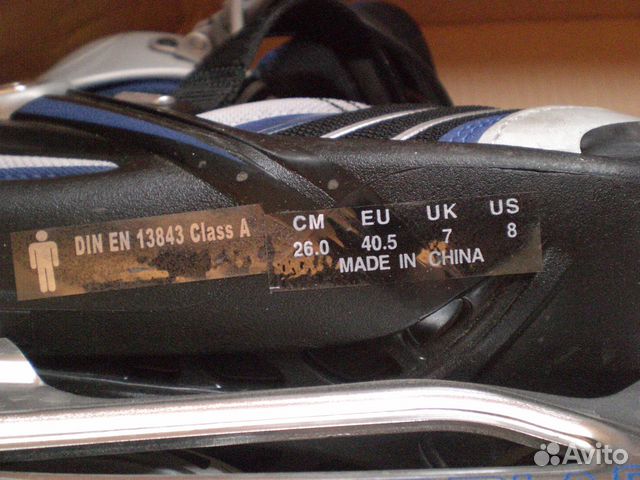 DIN EN 13843 Class A
CM EU UK US
26.0 40.5 7 8
MADE IN CHINA
Avito